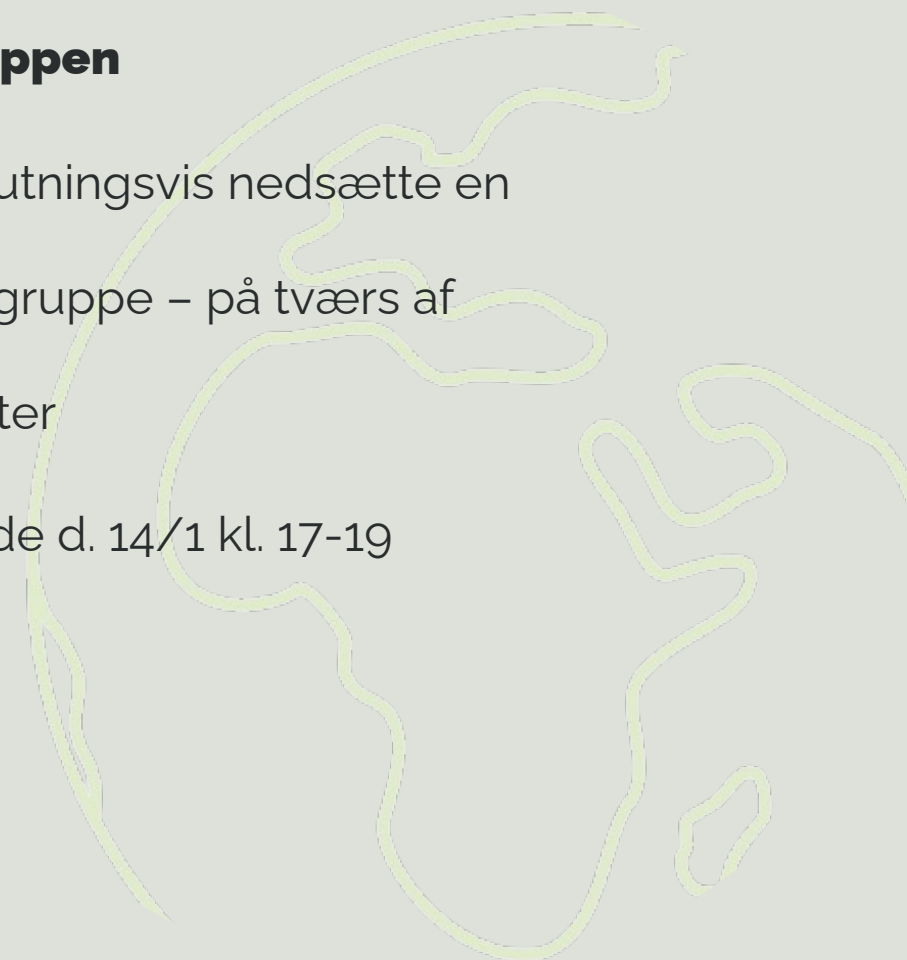 ppen
utningsvis nedsætte en
gruppe – på tværs af
ter
de d. 14/1 kl. 17-19